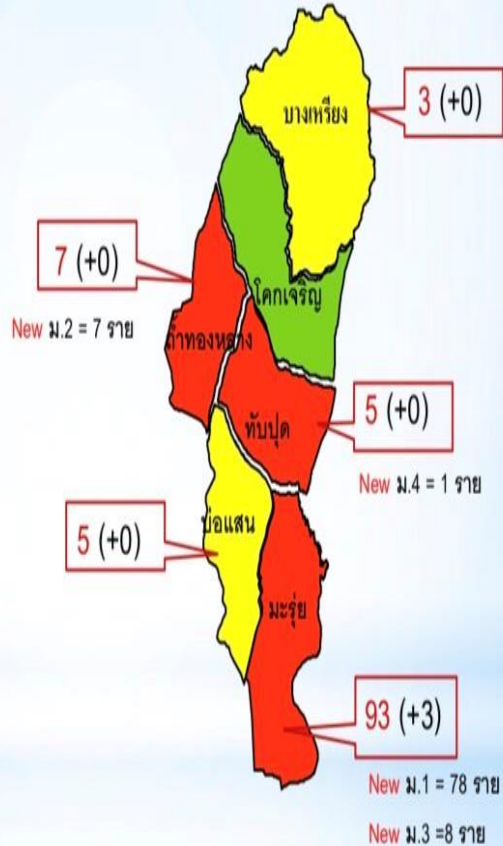 บางเหรียง
3 (+0)
7 (+0)
New ม.2 = 7 ราย
โคกเจริญ
ถ้ำทองหลาง
5 (+0)
ทับปุด
New ม.4 = 1 ราย
บ่อแสน
5 (+0)
มะรุ่ย
93 (+3)
New ม.1 = 78 ราย
New ม.3 =8 ราย